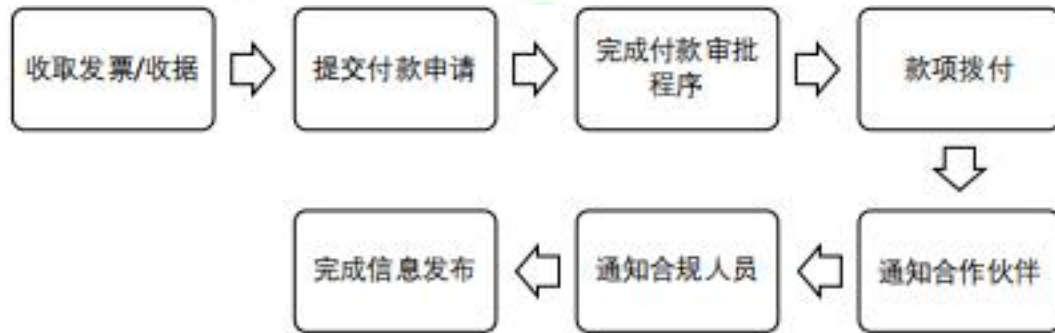 收取发票/收据
提交付款申请
完成付款审批
程序
款项拨付
通知合作伙伴
通知合规人员
完成信息发布